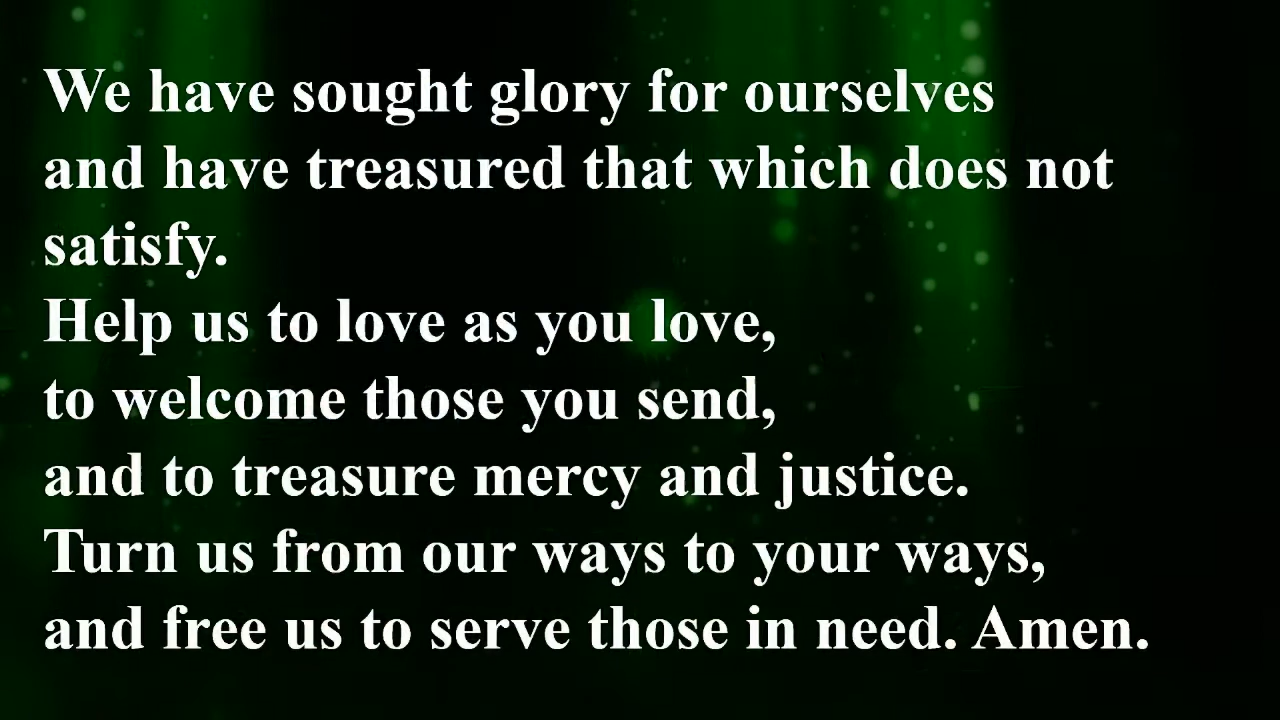 We have sought glory for ourselves
and have treasured that which does not
satisfy.
Help us to love as you love,
to welcome those you send,
and to treasure mercy and justice.
Turn us from our ways to your ways,
and free us to serve those in need. Amen.